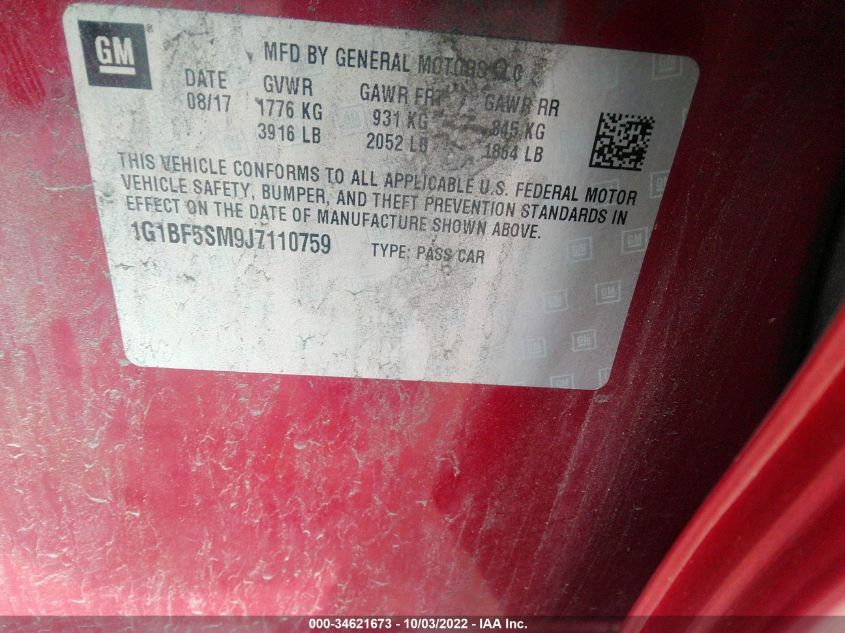 GM
MFD BY GENERAL MOTORS LLC
DATE GVWR GAWR FRT GAWR RR
08/17 1776 KG 931 KG 845 KG
3916 LB 2052 LB 1864 LB
THIS VEHICLE CONFORMS TO ALL APPLICABLE U.S. FEDERAL MOTOR
VEHICLE SAFETY, BUMPER, AND THEFT PREVENTION STANDARDS IN
EFFECT ON THE DATE OF MANUFACTURE SHOWN ABOVE.
1G1BF5SM9J7110759 TYPE: PASS CAR
000-34621673 - 10/03/2022 - IAA Inc.